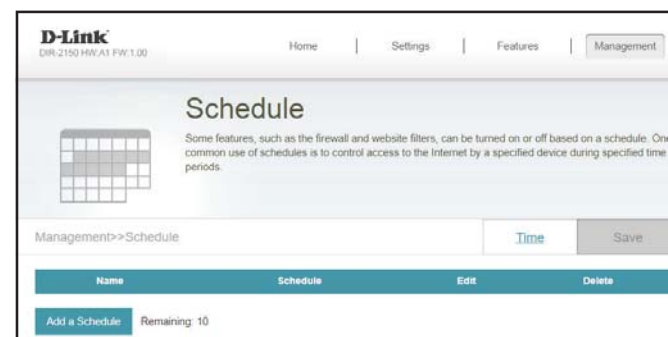 D-Link
DIR-2150 HW:A1 FW:1.00
Home | Settings | Features | Management
Schedule
Some features, such as the firewall and website filters, can be turned on or off based on a schedule. One
common use of schedules is to control access to the Internet by a specified device during specified time
periods.
Management>>Schedule
Time
Save
Name Schedule Edit Delete
Add a Schedule Remaining: 10